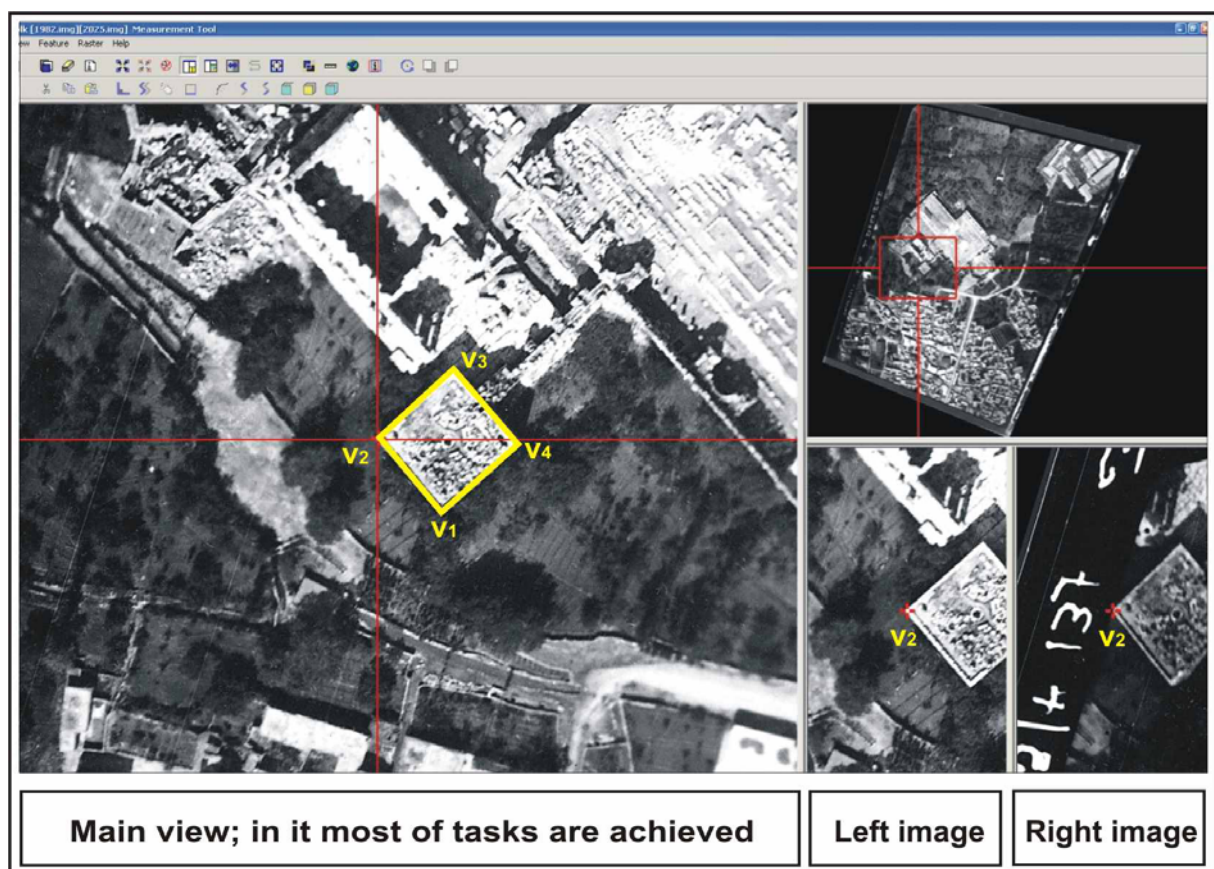 lk [1982.img][2025.img] Measurement Tool
ew Feature Raster Help
V3
V2
V4
V1
V2
V2
Main view; in it most of tasks are achieved
Left image
Right image